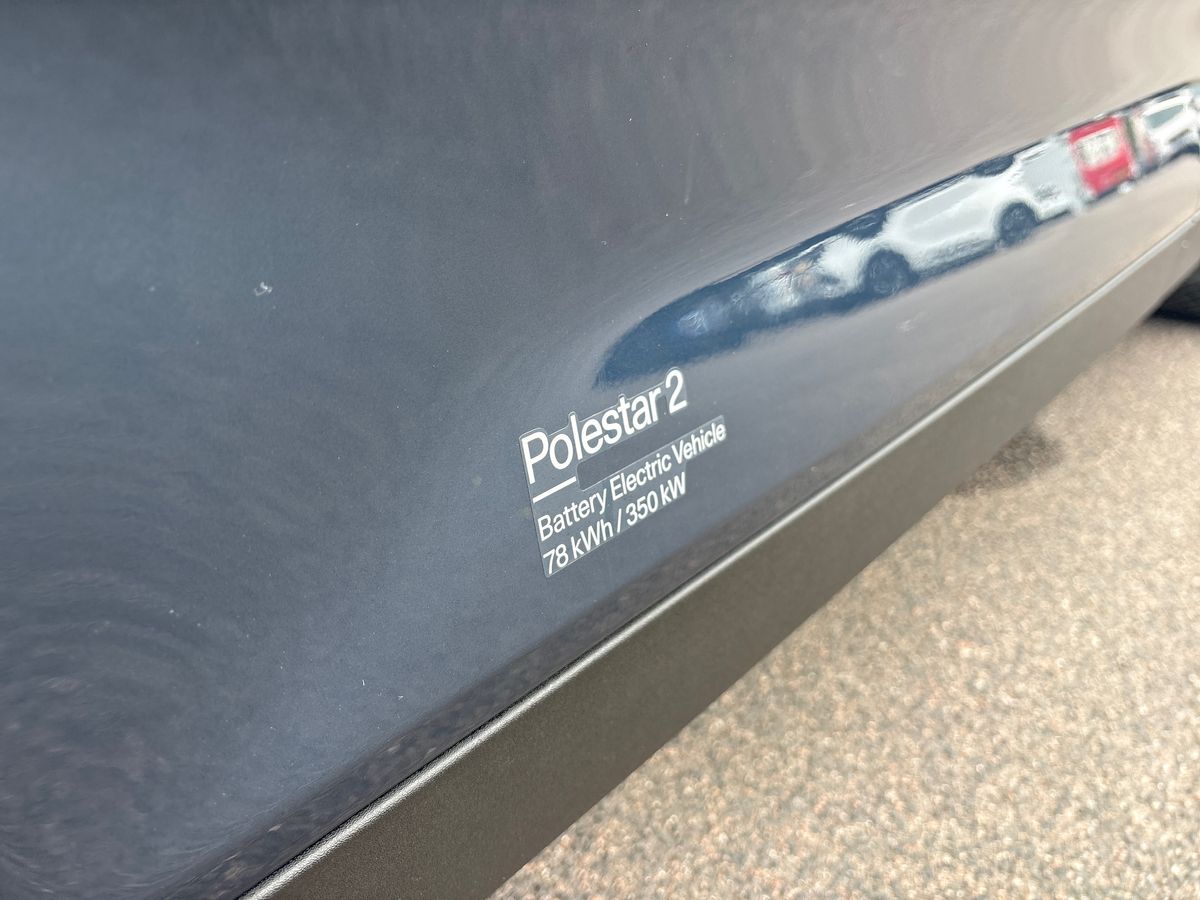 Polestar 2
Battery Electric Vehicle
78 kWh / 350 kW